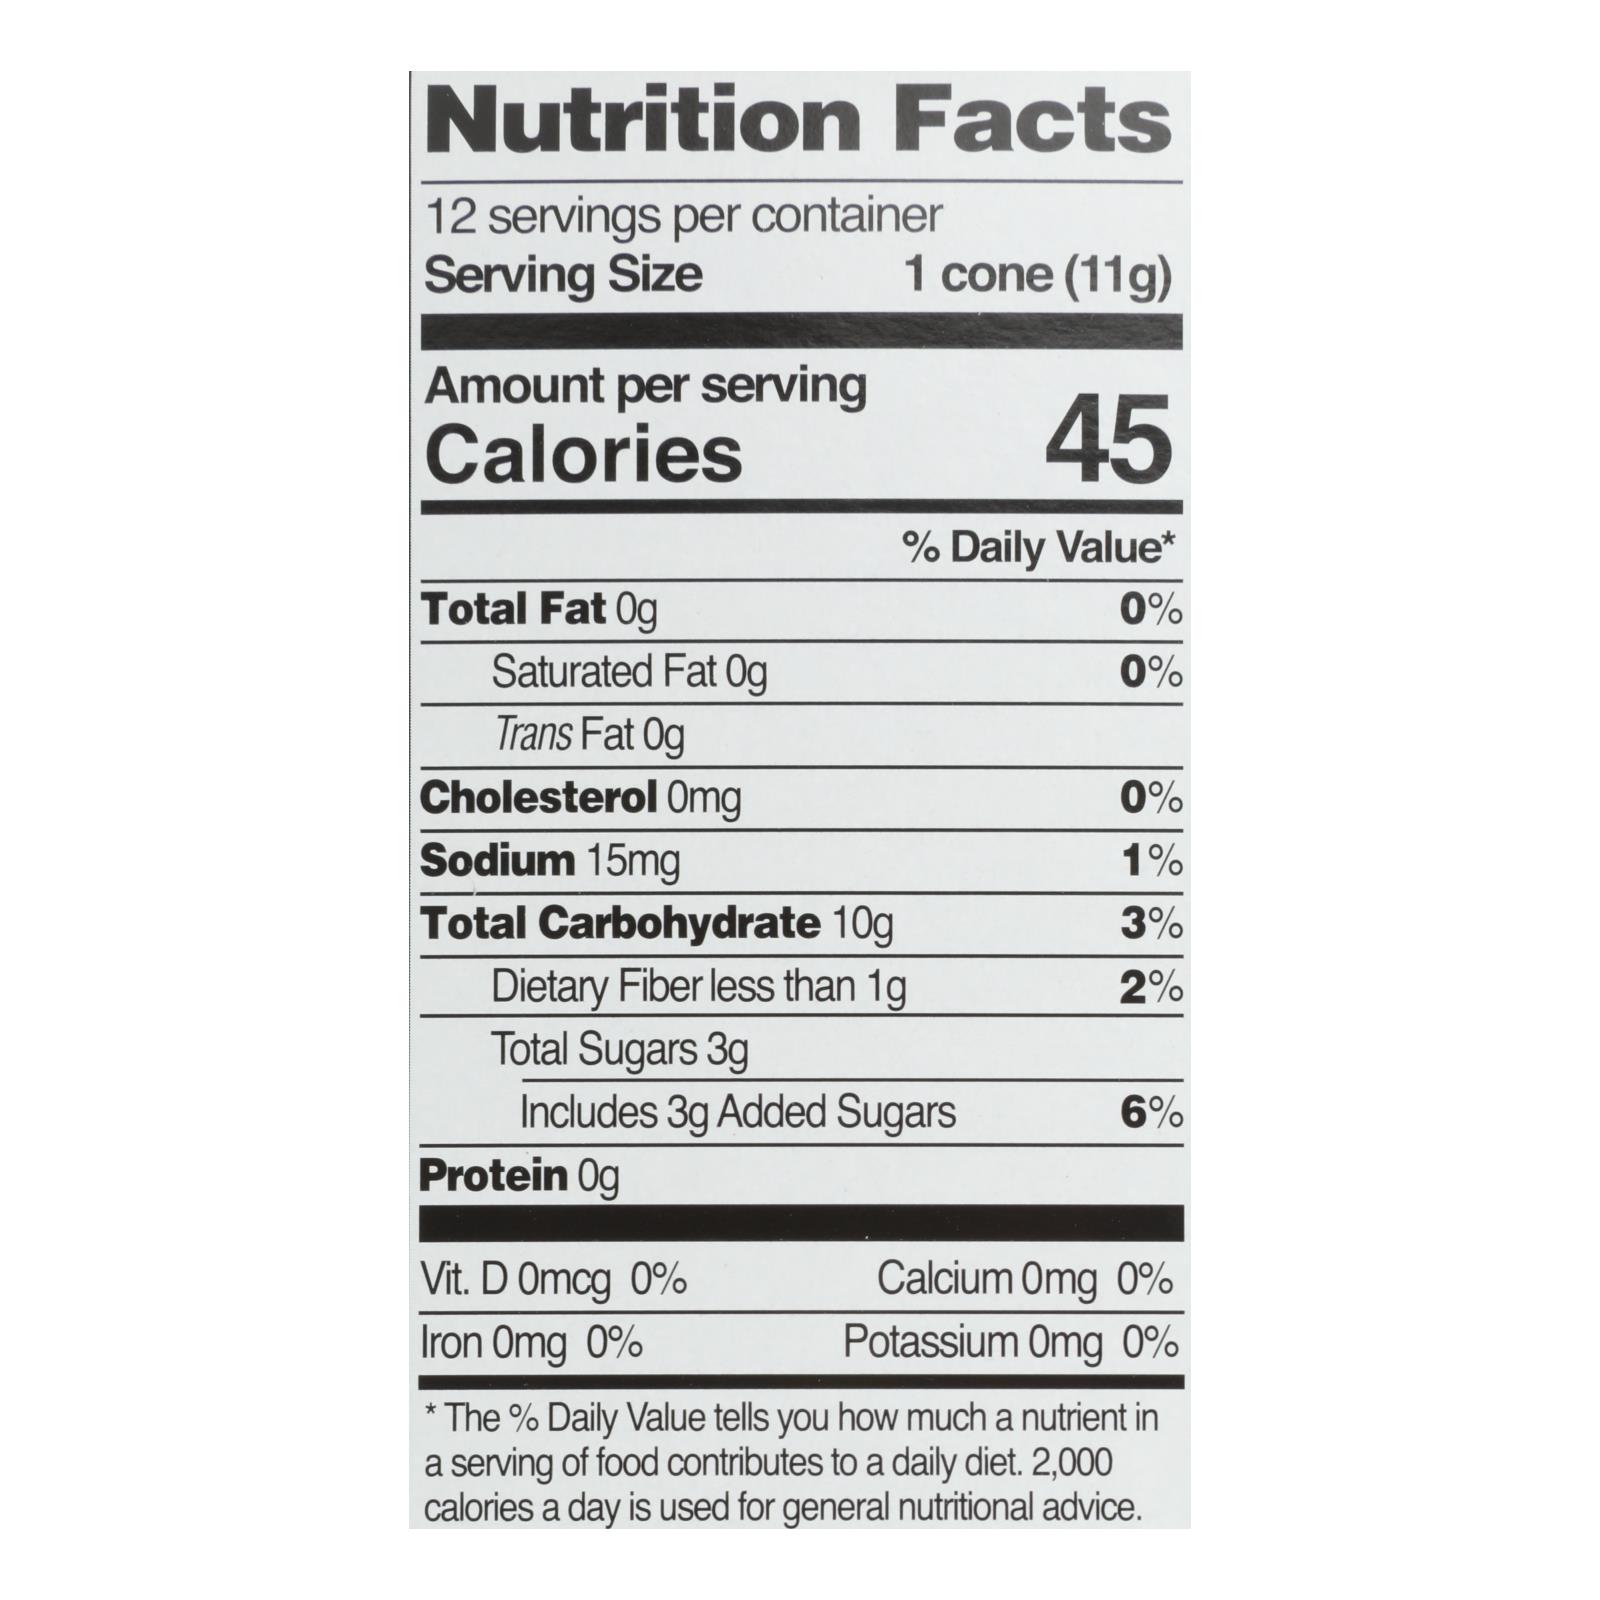 Nutrition Facts
12 servings per container
Serving Size 1 cone (11g)
Amount per serving
Calories 45
% Daily Value*
Total Fat 0g 0%
Saturated Fat 0g 0%
Trans Fat 0g
Cholesterol 0mg 0%
Sodium 15mg 1%
Total Carbohydrate 10g 3%
Dietary Fiber less than 1g 2%
Total Sugars 3g
Includes 3g Added Sugars 6%
Protein 0g
Vit. D 0mcg 0% Calcium 0mg 0%
Iron 0mg 0% Potassium 0mg 0%
* The % Daily Value tells you how much a nutrient in
a serving of food contributes to a daily diet. 2,000
calories a day is used for general nutritional advice.